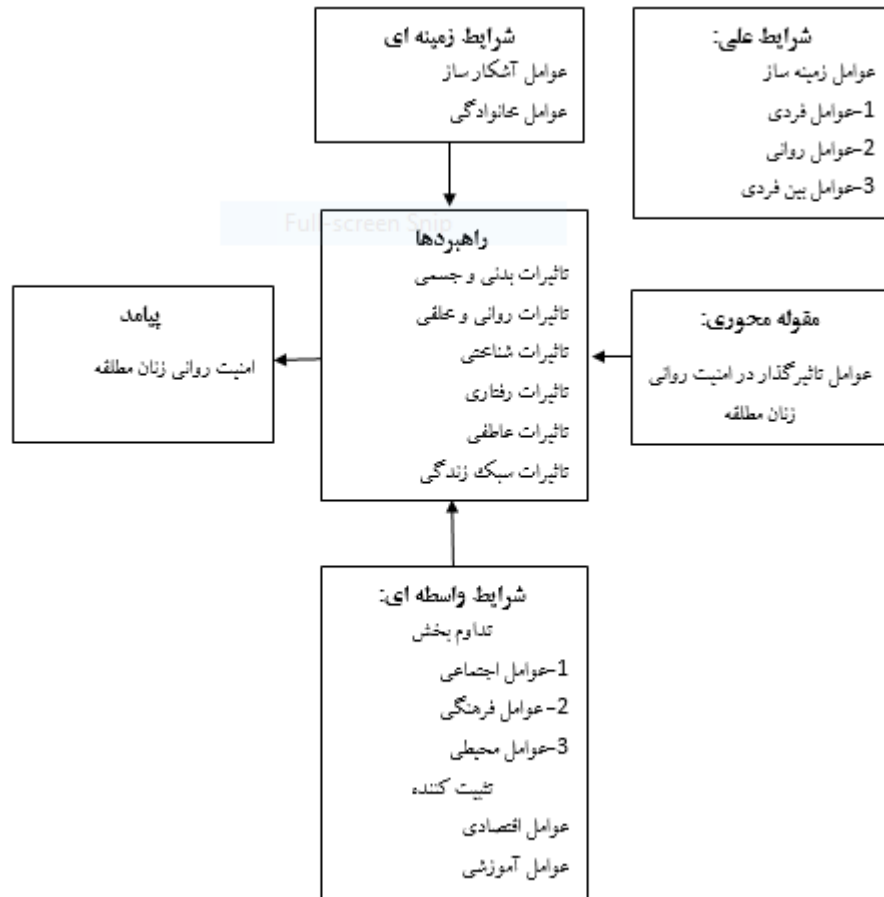 شرایط علی:
عوامل زمینه ساز
1-عوامل فردی
2-عوامل روانی
3-عوامل بین فردی
شرایط زمینه ای
عوامل آشکار ساز
عوامل خانوادگی
مقوله محوری:
عوامل تاثیرگذار در امنیت روانی
زنان مطلقه
Full-screen Snip
راهبردها
تاثیرات بدنی و جسمی
تاثیرات روانی و خلقی
تاثیرات شناختی
تاثیرات رفتاری
تاثیرات عاطفی
تاثیرات سبک زندگی
پیامد
امنیت روانی زنان مطلقه
شرایط واسطه ای:
تداوم بخش
1-عوامل اجتماعی
2- عوامل فرهنگی
3-عوامل محیطی
تثبیت کننده
عوامل اقتصادی
عوامل آموزشی